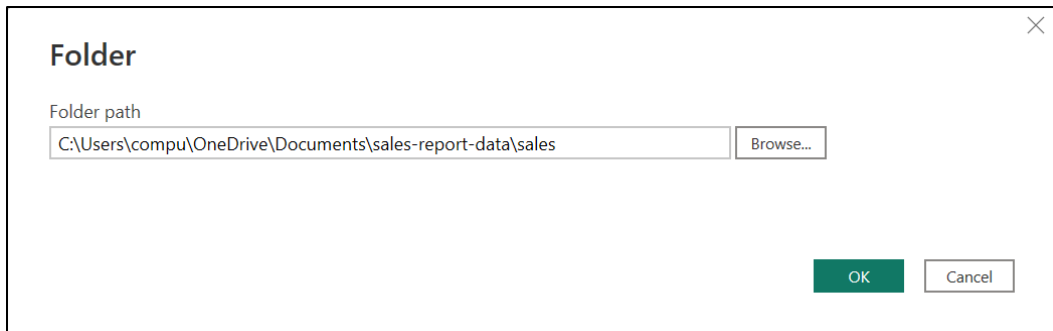 Folder
Folder path
C:\Users\compu\OneDrive\Documents\sales-report-data\sales
Browse...
OK
Cancel